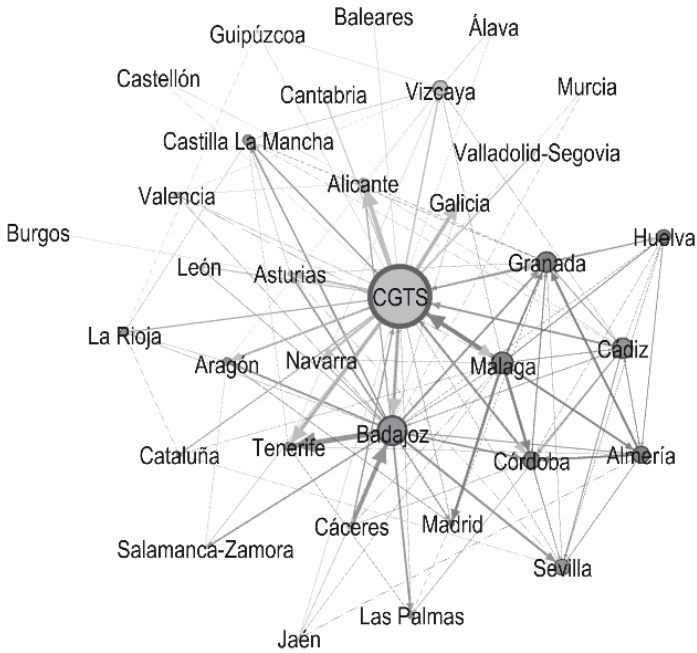 Baleares
Álava
Guipúzcoa
Castellón
Cantabria
Vizcaya
Murcia
Castilla La Mancha
Valladolid-Segovia
Valencia
Alicante
Galicia
Burgos
León
Asturias
Granada
Huelva
CGTS
La Rioja
Aragón
Navarra
Málaga
Cádiz
Cataluña
Tenerife
Badajoz
Córdoba
Almería
Salamanca-Zamora
Cáceres
Madrid
Sevilla
Jaén
Las Palmas